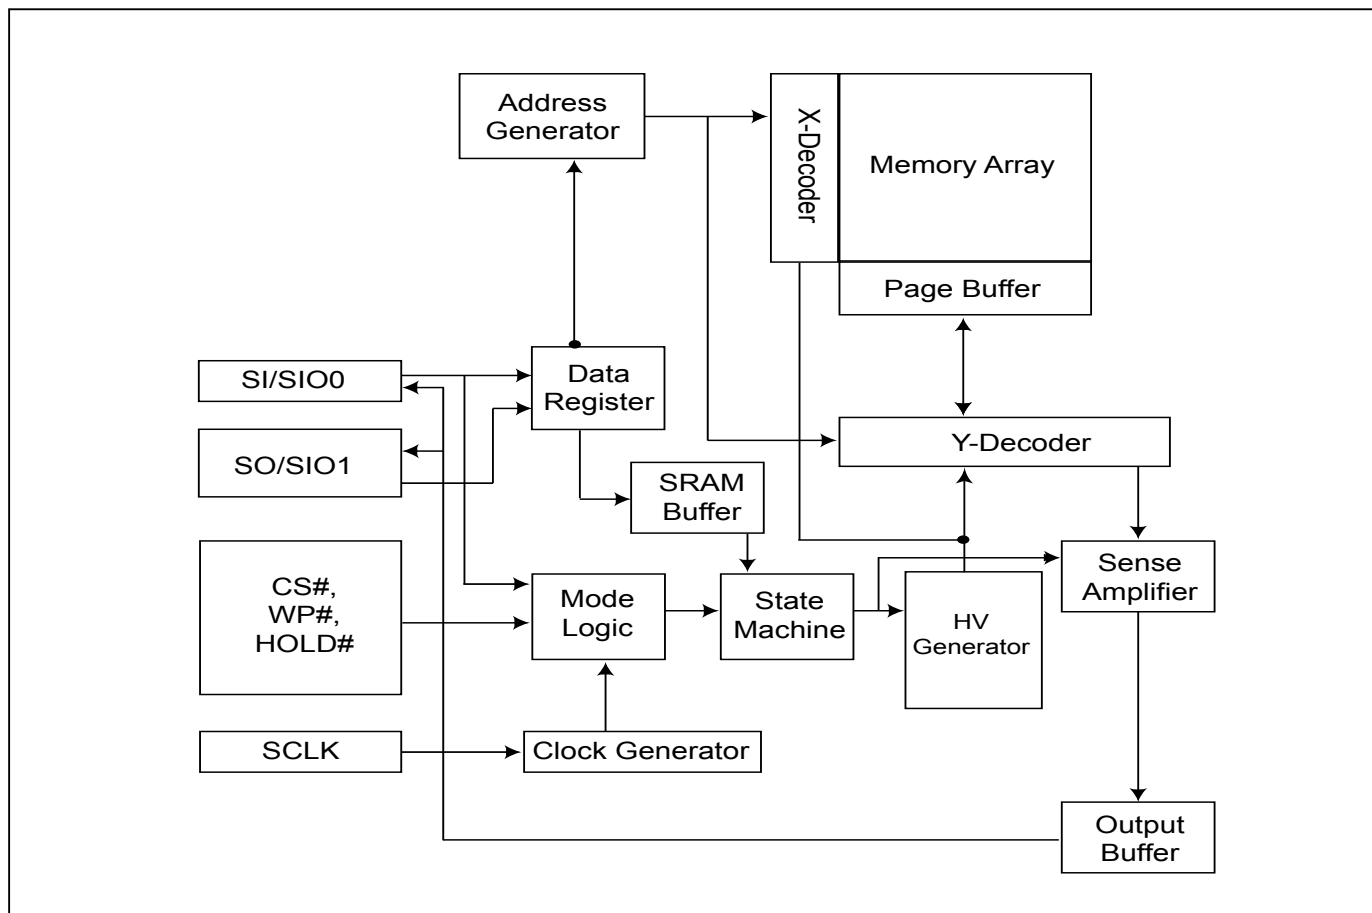 Address
Generator
X-Decoder
Memory Array
Page Buffer
SI/SIO0
Data
Register
SO/SIO1
Y-Decoder
SRAM
Buffer
CS#,
WP#,
HOLD#
Mode
Logic
State
Machine
HV
Generator
Sense
Amplifier
SCLK
Clock Generator
Output
Buffer